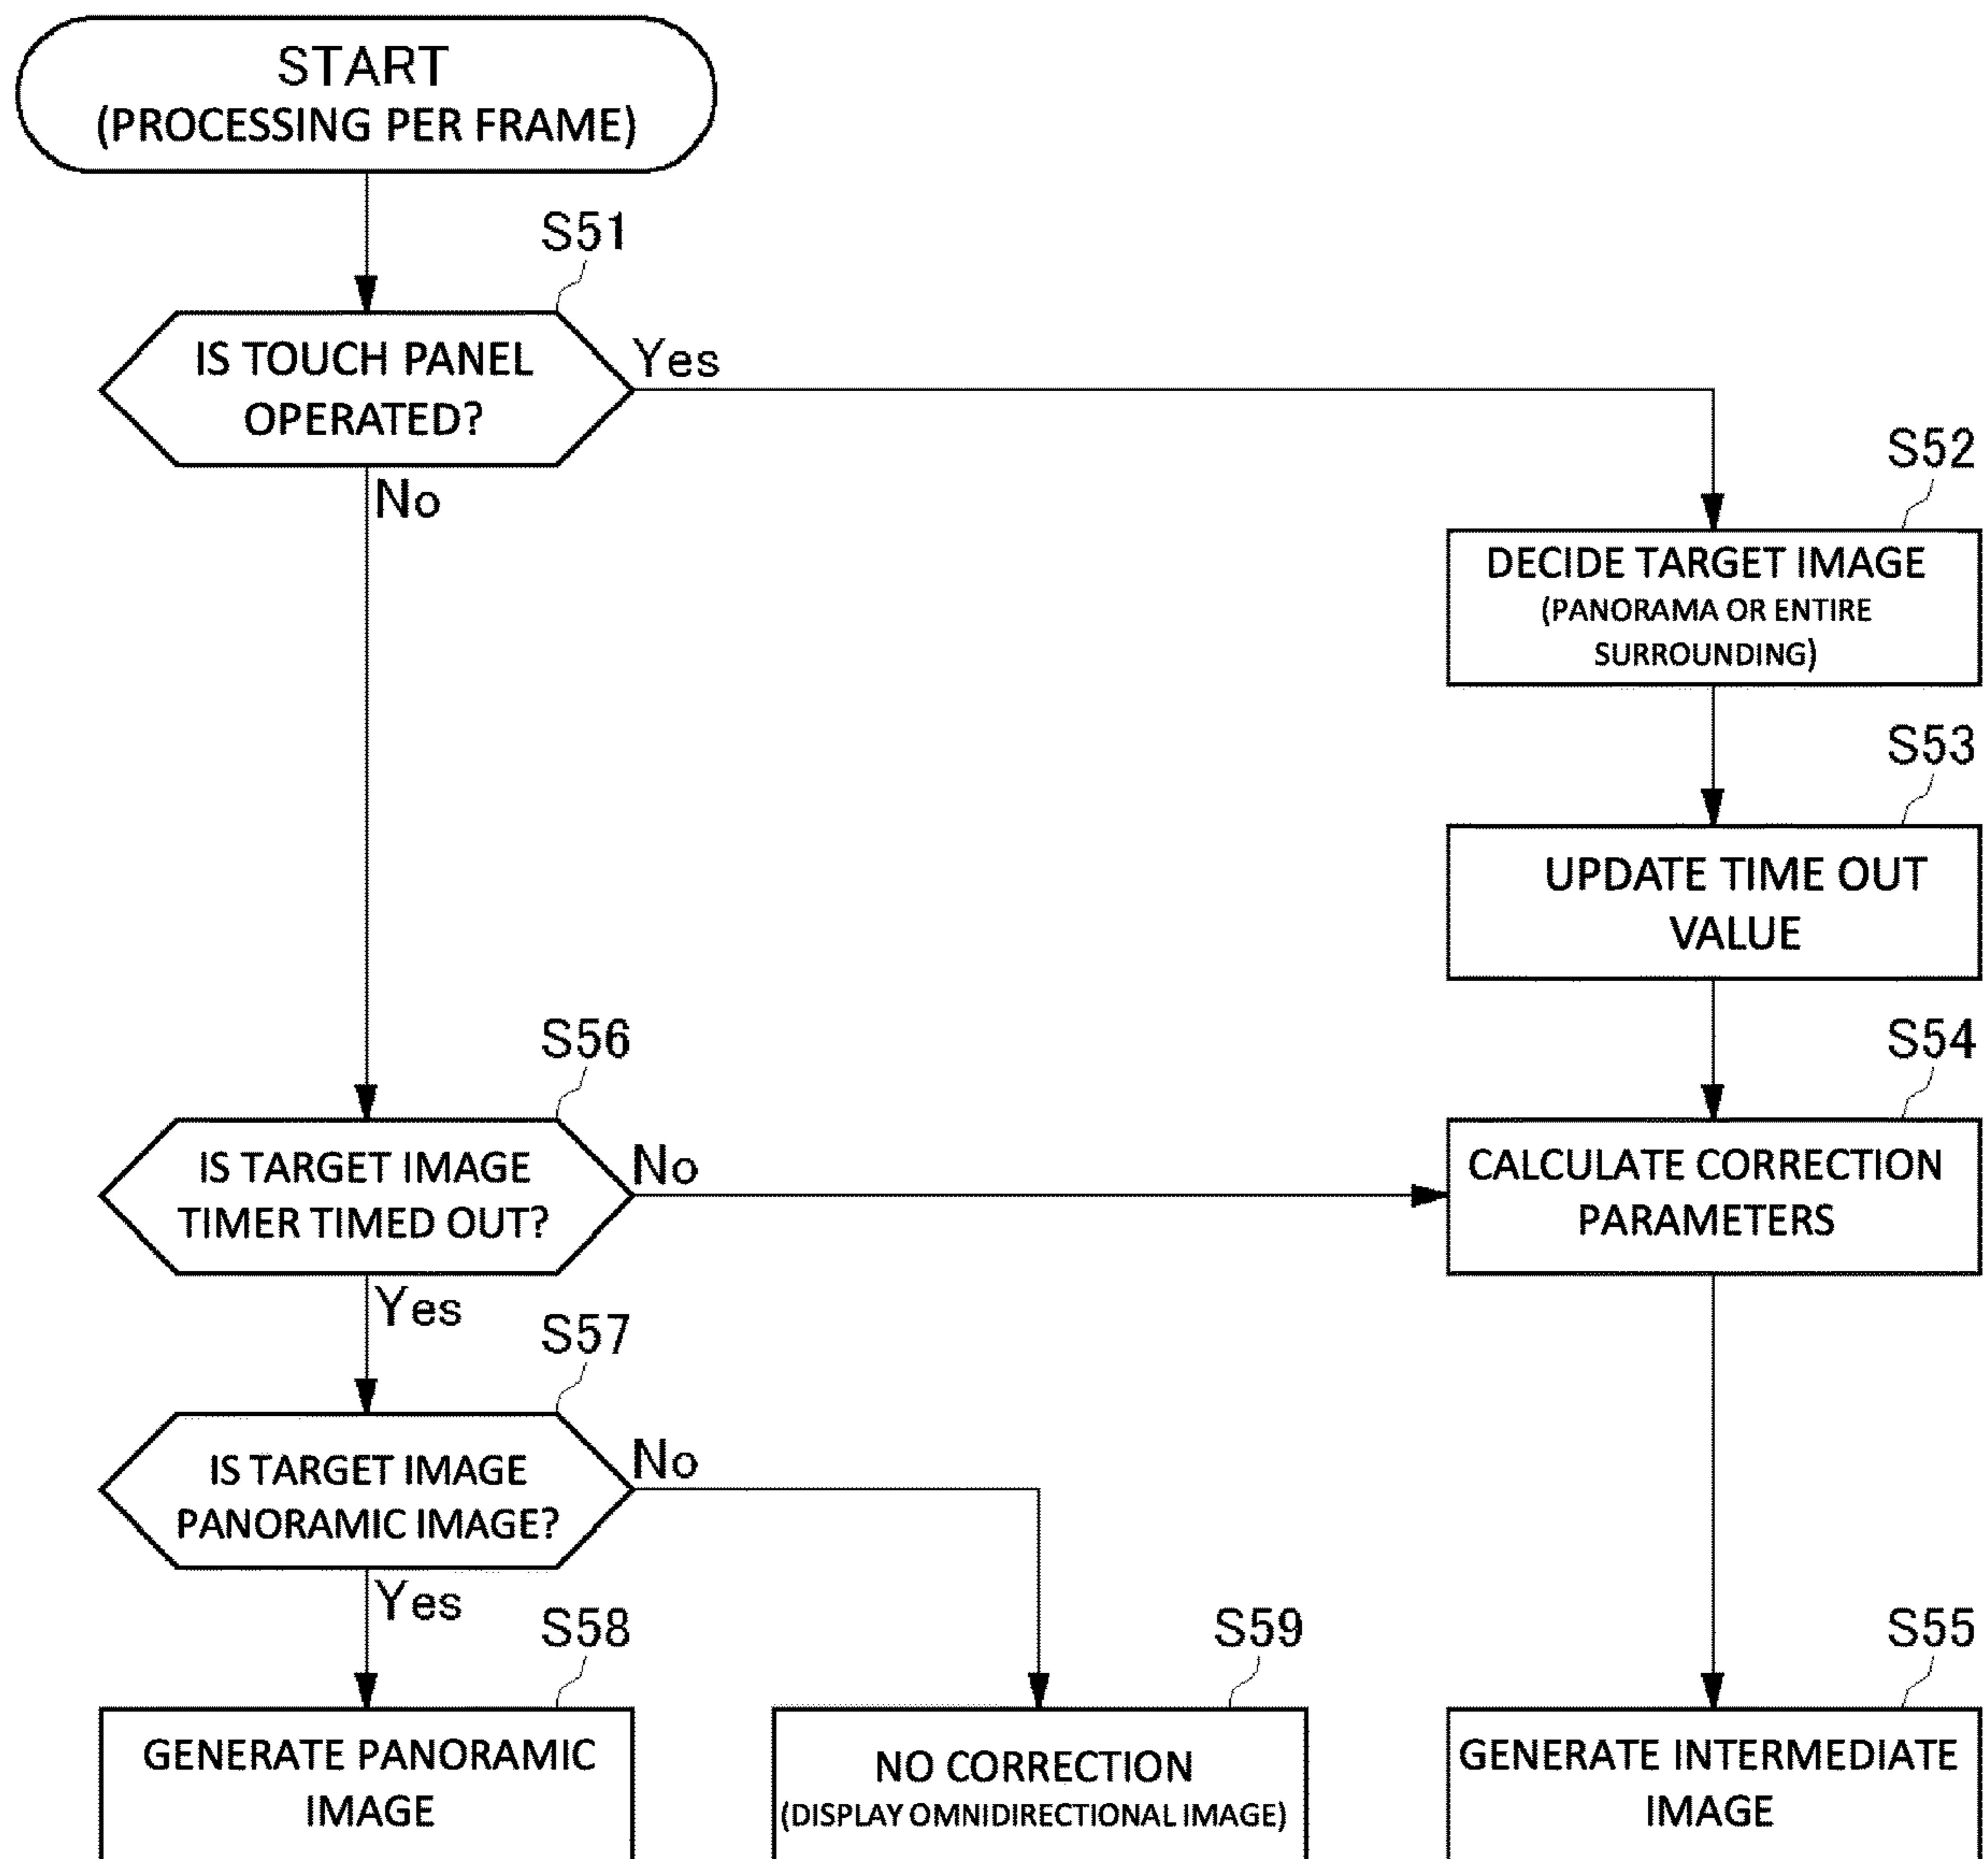 START
(PROCESSING PER FRAME)
S51
IS TOUCH PANEL
OPERATED?
Yes
No
S52
DECIDE TARGET IMAGE
(PANORAMA OR ENTIRE
SURROUNDING)
S53
UPDATE TIME OUT
VALUE
S56
IS TARGET IMAGE
TIMER TIMED OUT?
No
Yes
S54
CALCULATE CORRECTION
PARAMETERS
S57
IS TARGET IMAGE
PANORAMIC IMAGE?
No
Yes
S58
GENERATE PANORAMIC
IMAGE
S59
NO CORRECTION
(DISPLAY OMNIDIRECTIONAL IMAGE)
S55
GENERATE INTERMEDIATE
IMAGE